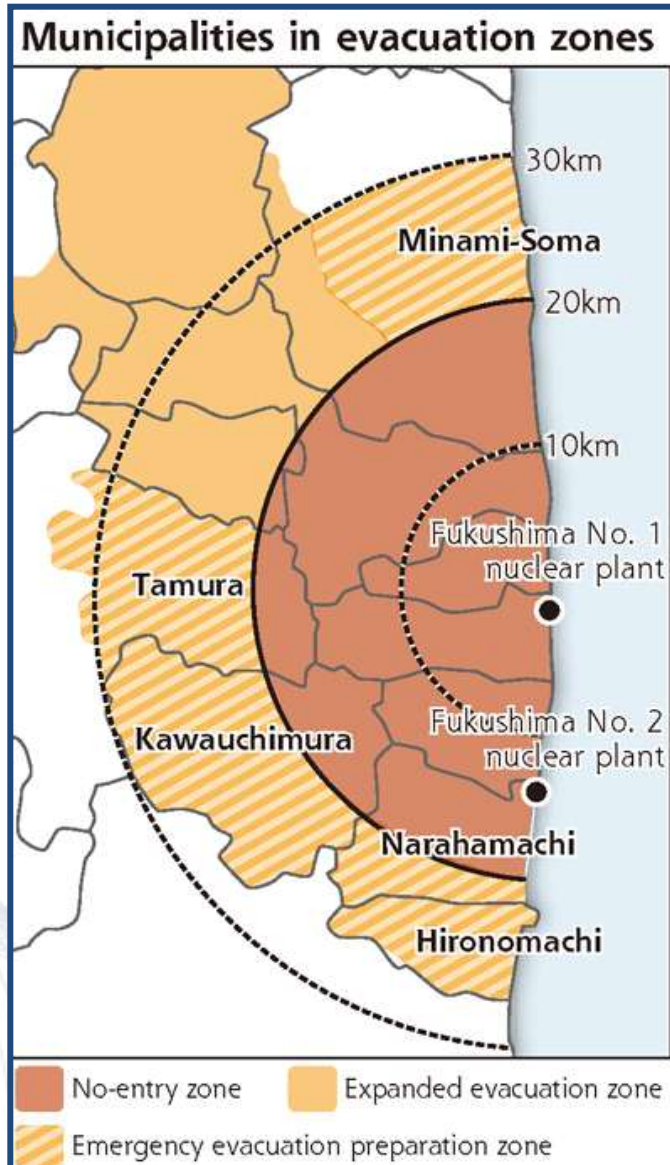 Municipalities in evacuation zones
30km
Minami-Soma
20km
10km
Fukushima No. 1
nuclear plant
Tamura
Kawauchimura
Fukushima No. 2
nuclear plant
Narahamachi
Hironomachi
No-entry zone
Expanded evacuation zone
Emergency evacuation preparation zone